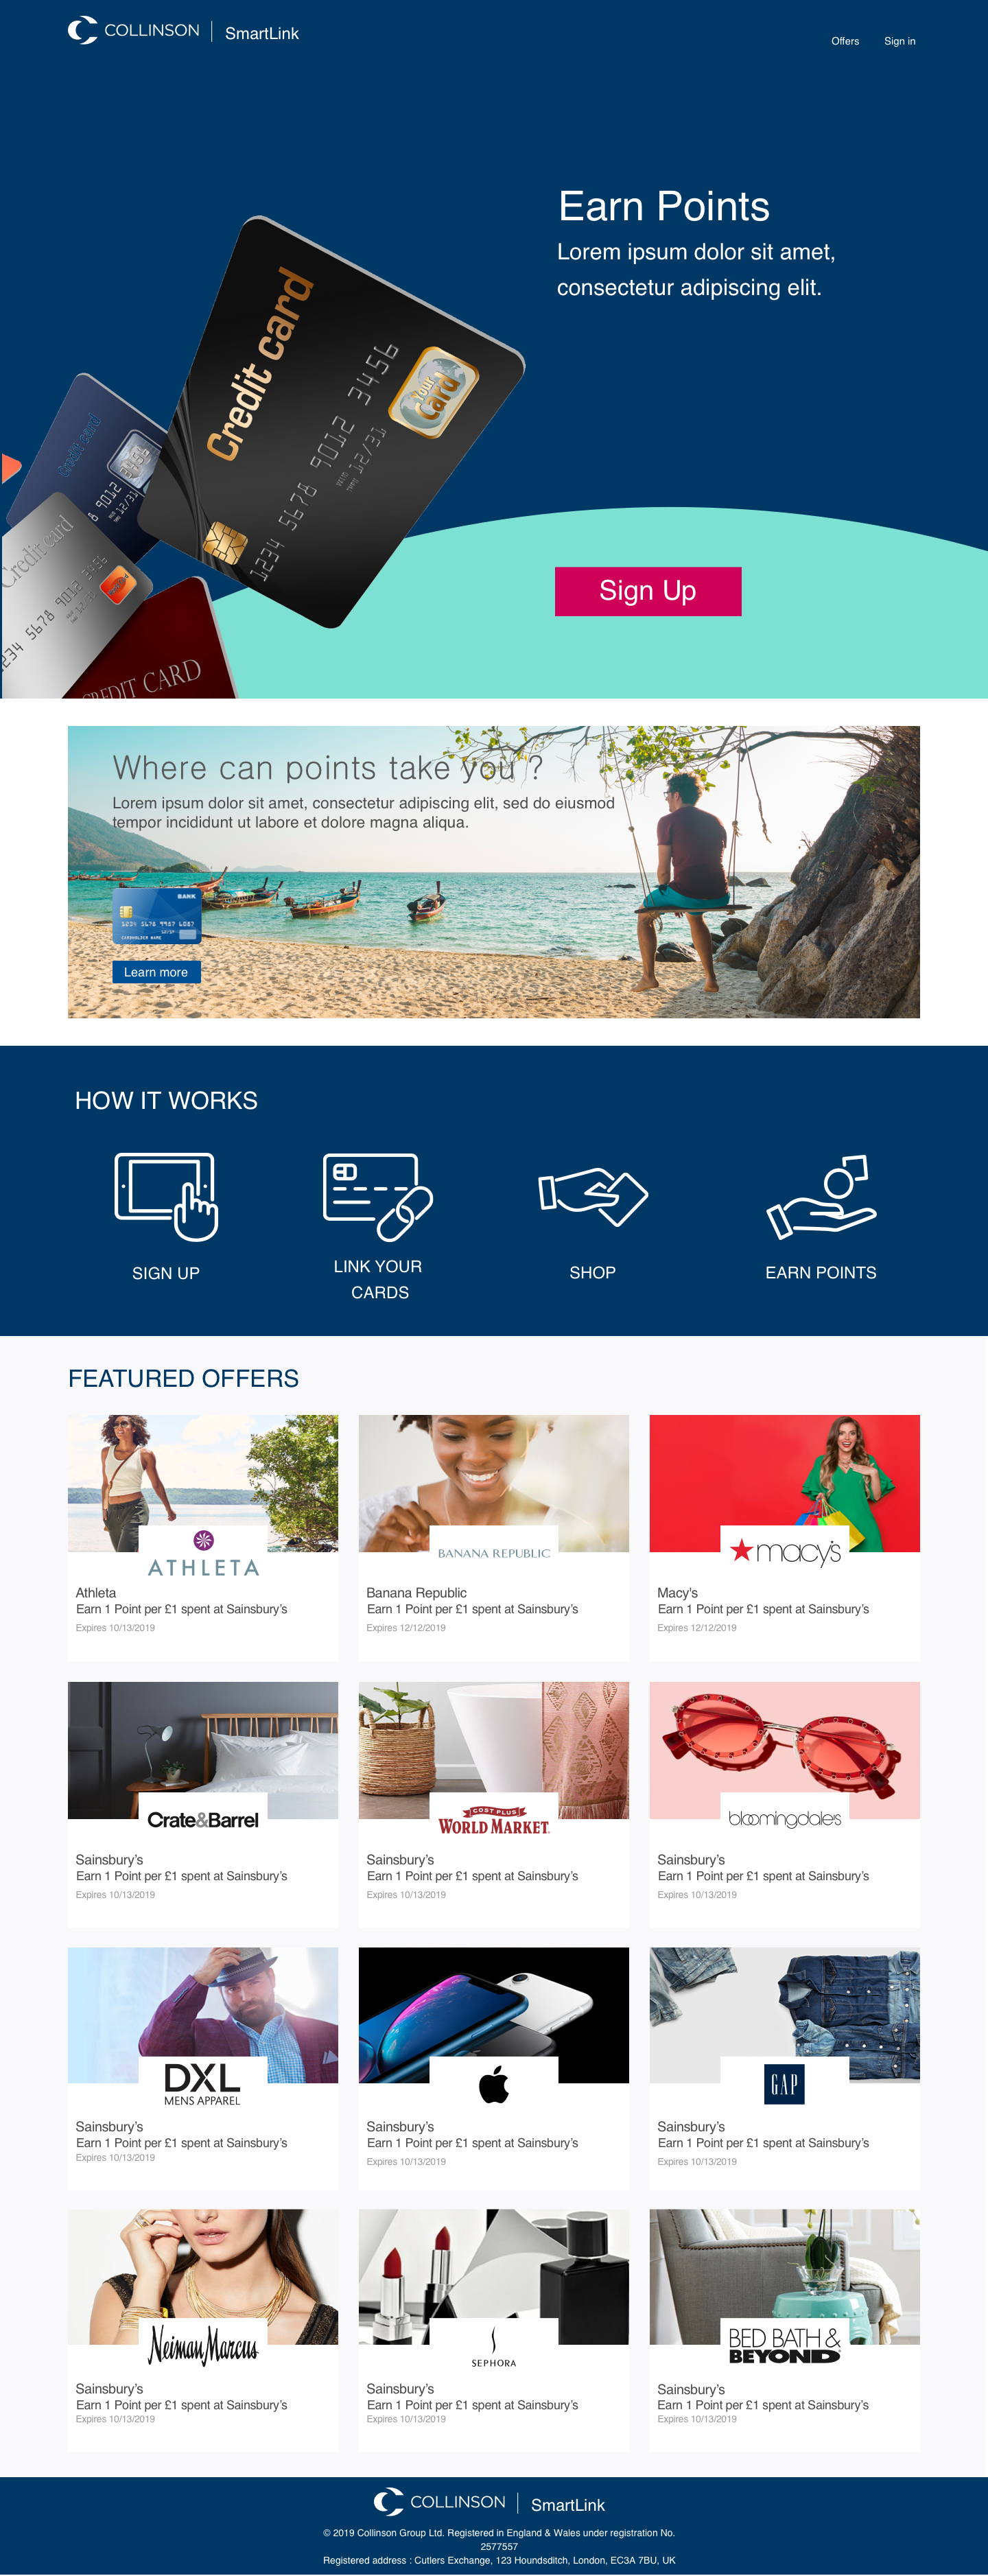 COLLINSON | SmartLink
Offers Sign in
Earn Points
Lorem ipsum dolor sit amet,
consectetur adipiscing elit.
Credit card
1234 5678 9012 3456
12/31
Your Card
Credit card
9012 3456
12/31
Credit card
1234 5678 9012 3456
CREDIT CARD
Sign Up
Where can points take you ?
Lorem ipsum dolor sit amet, consectetur adipiscing elit, sed do eiusmod
tempor incididunt ut labore et dolore magna aliqua.
BANK
1234 5678 9987 6087
12/17
CARDHOLDER NAME
Learn more
HOW IT WORKS
SIGN UP
LINK YOUR
CARDS
SHOP
EARN POINTS
FEATURED OFFERS
ATHLETA
Athleta
Earn 1 Point per £1 spent at Sainsbury’s
Expires 10/13/2019
BANANA REPUBLIC
Banana Republic
Earn 1 Point per £1 spent at Sainsbury’s
Expires 12/12/2019
macy's
Macy's
Earn 1 Point per £1 spent at Sainsbury’s
Expires 12/12/2019
Crate&Barrel
Sainsbury’s
Earn 1 Point per £1 spent at Sainsbury’s
Expires 10/13/2019
COST PLUS
WORLD MARKET.
Sainsbury’s
Earn 1 Point per £1 spent at Sainsbury’s
Expires 10/13/2019
bloomingdale's
Sainsbury’s
Earn 1 Point per £1 spent at Sainsbury’s
Expires 10/13/2019
DXL
MENS APPAREL
Sainsbury’s
Earn 1 Point per £1 spent at Sainsbury’s
Expires 10/13/2019
Sainsbury’s
Earn 1 Point per £1 spent at Sainsbury’s
Expires 10/13/2019
GAP
Sainsbury’s
Earn 1 Point per £1 spent at Sainsbury’s
Expires 10/13/2019
Neiman Marcus
Sainsbury’s
Earn 1 Point per £1 spent at Sainsbury’s
Expires 10/13/2019
SEPHORA
Sainsbury’s
Earn 1 Point per £1 spent at Sainsbury’s
Expires 10/13/2019
BED BATH &
BEYOND
Sainsbury’s
Earn 1 Point per £1 spent at Sainsbury’s
Expires 10/13/2019
COLLINSON | SmartLink
© 2019 Collinson Group Ltd. Registered in England & Wales under registration No.
2577557
Registered address : Cutlers Exchange, 123 Houndsditch, London, EC3A 7BU, UK